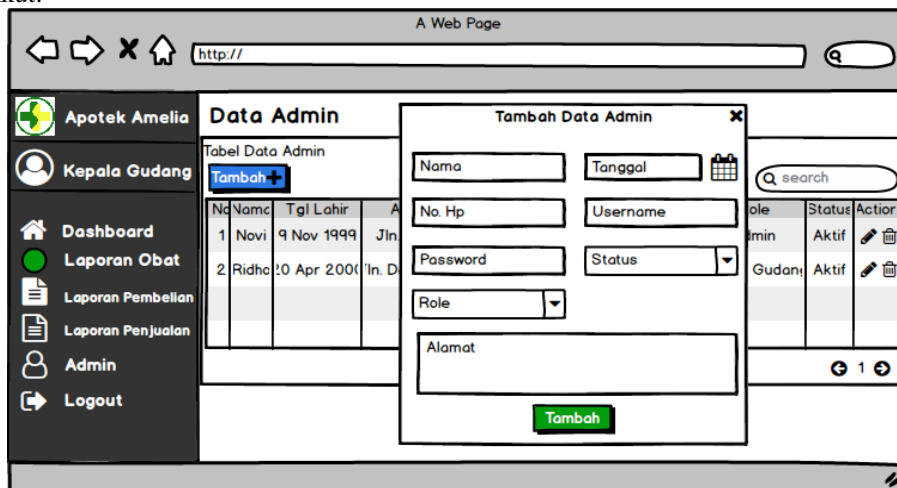 A Web Page
http://
Apotek Amelia
Kepala Gudang
Dashboard
Laporan Obat
Laporan Pembelian
Laporan Penjualan
Admin
Logout
Data Admin
Tabel Data Admin
Tambah
search
No Nama Tgl Lahir A ole Status Action
1 Novi 9 Nov 1999 Jln. dmin Aktif
2 Ridho 20 Apr 2000 Jln. D Gudang Aktif
1
Tambah Data Admin
Nama
Tanggal
No. Hp
Username
Password
Status
Role
Alamat
Tambah